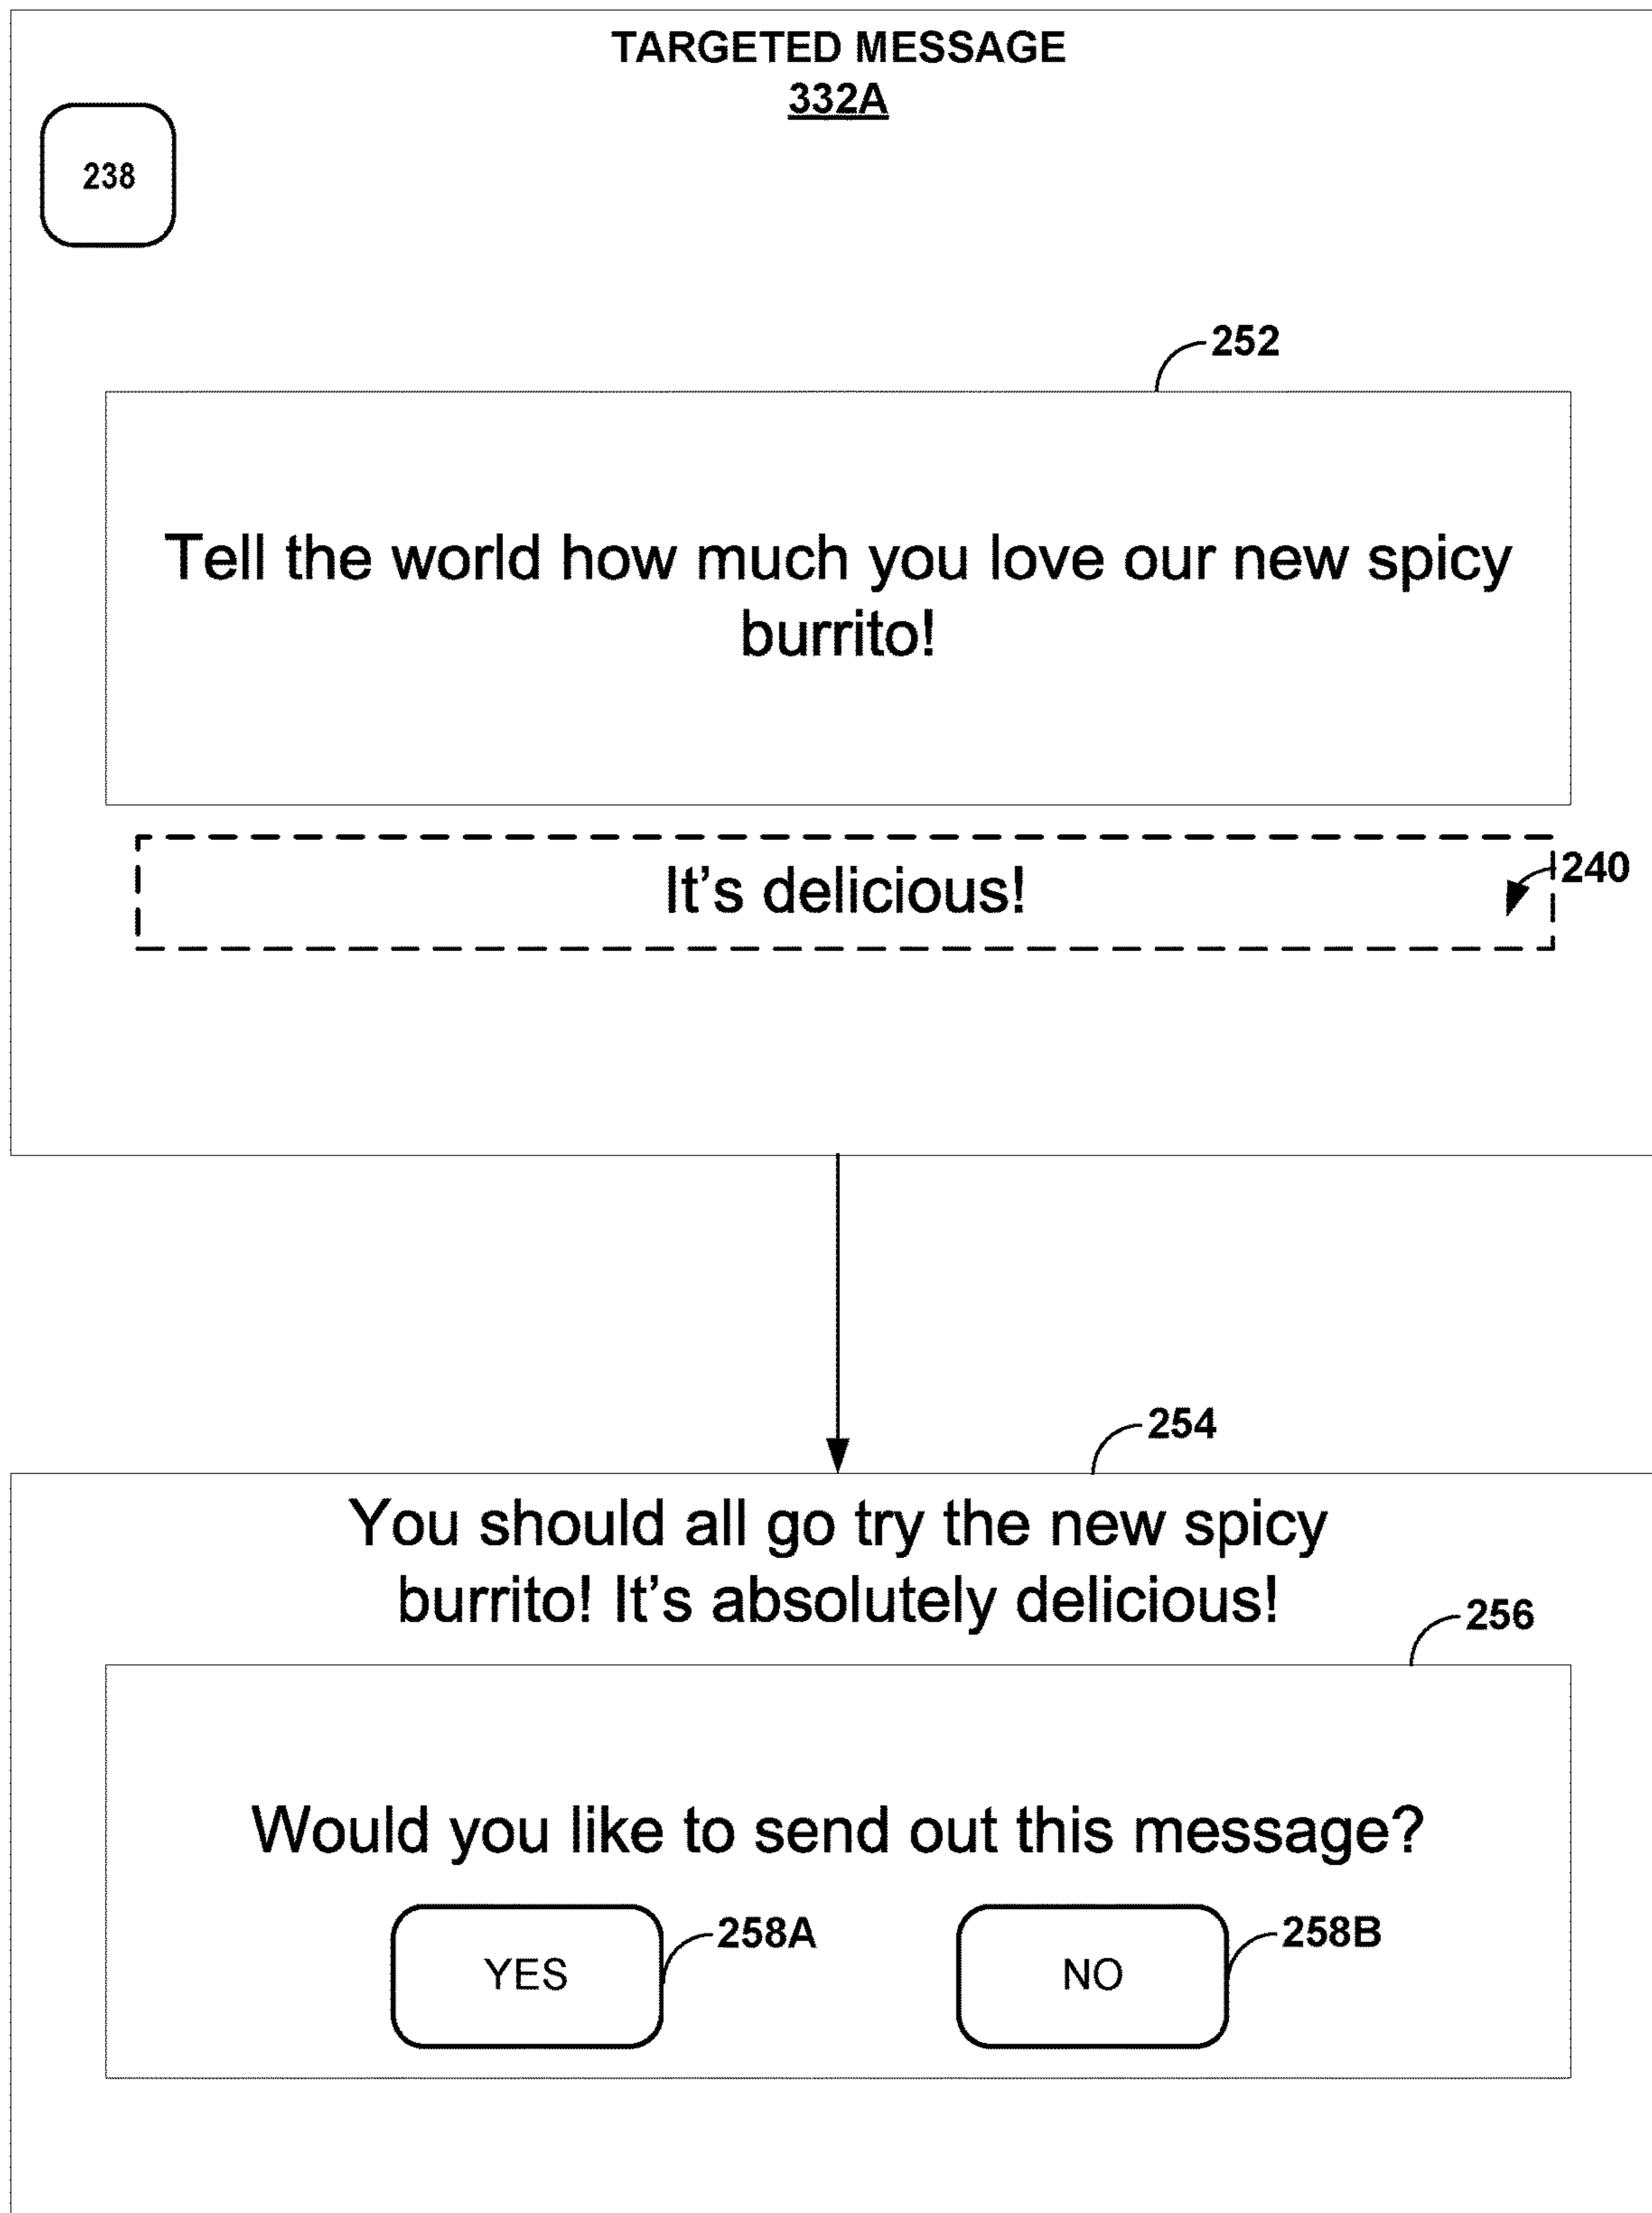 TARGETED MESSAGE
332A
238
252
Tell the world how much you love our new spicy
burrito!
It's delicious!
240
254
You should all go try the new spicy
burrito! It's absolutely delicious!
256
Would you like to send out this message?
YES
258A
NO
258B